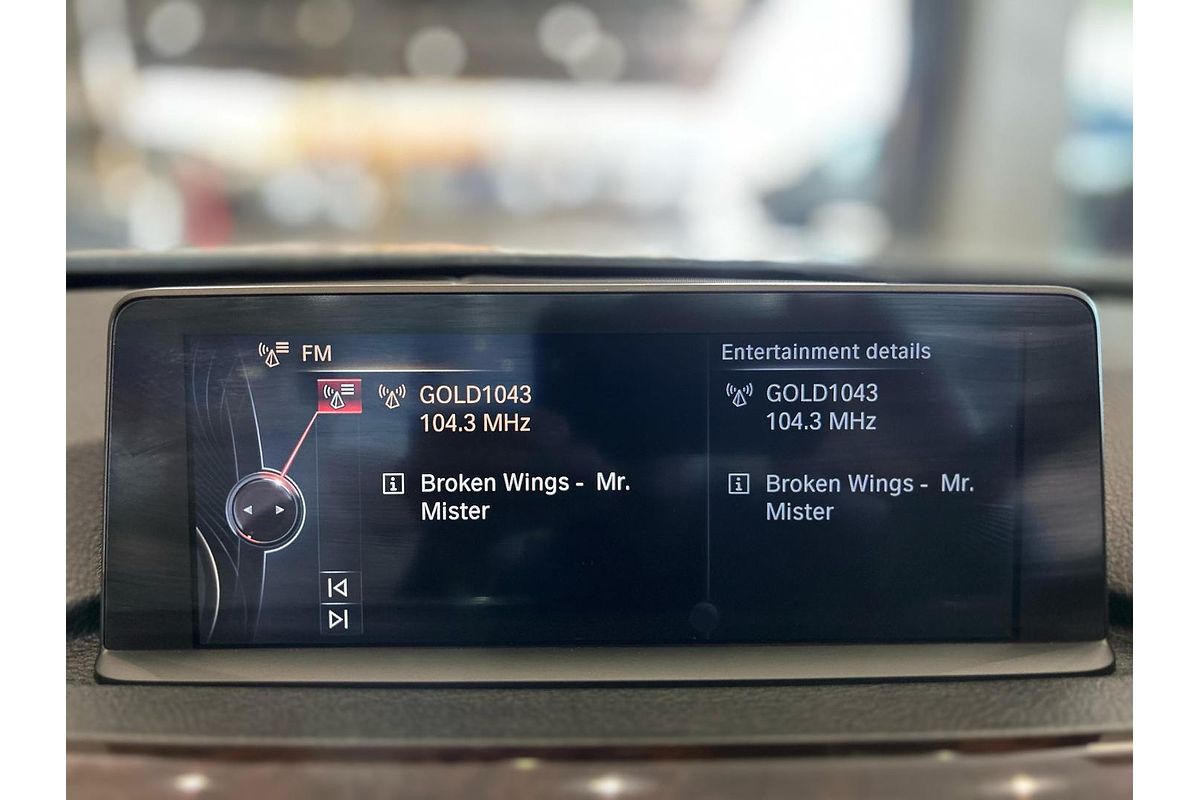 FM
GOLD1043
104.3 MHz
Broken Wings -  Mr.
Mister
Entertainment details
GOLD1043
104.3 MHz
Broken Wings -  Mr.
Mister